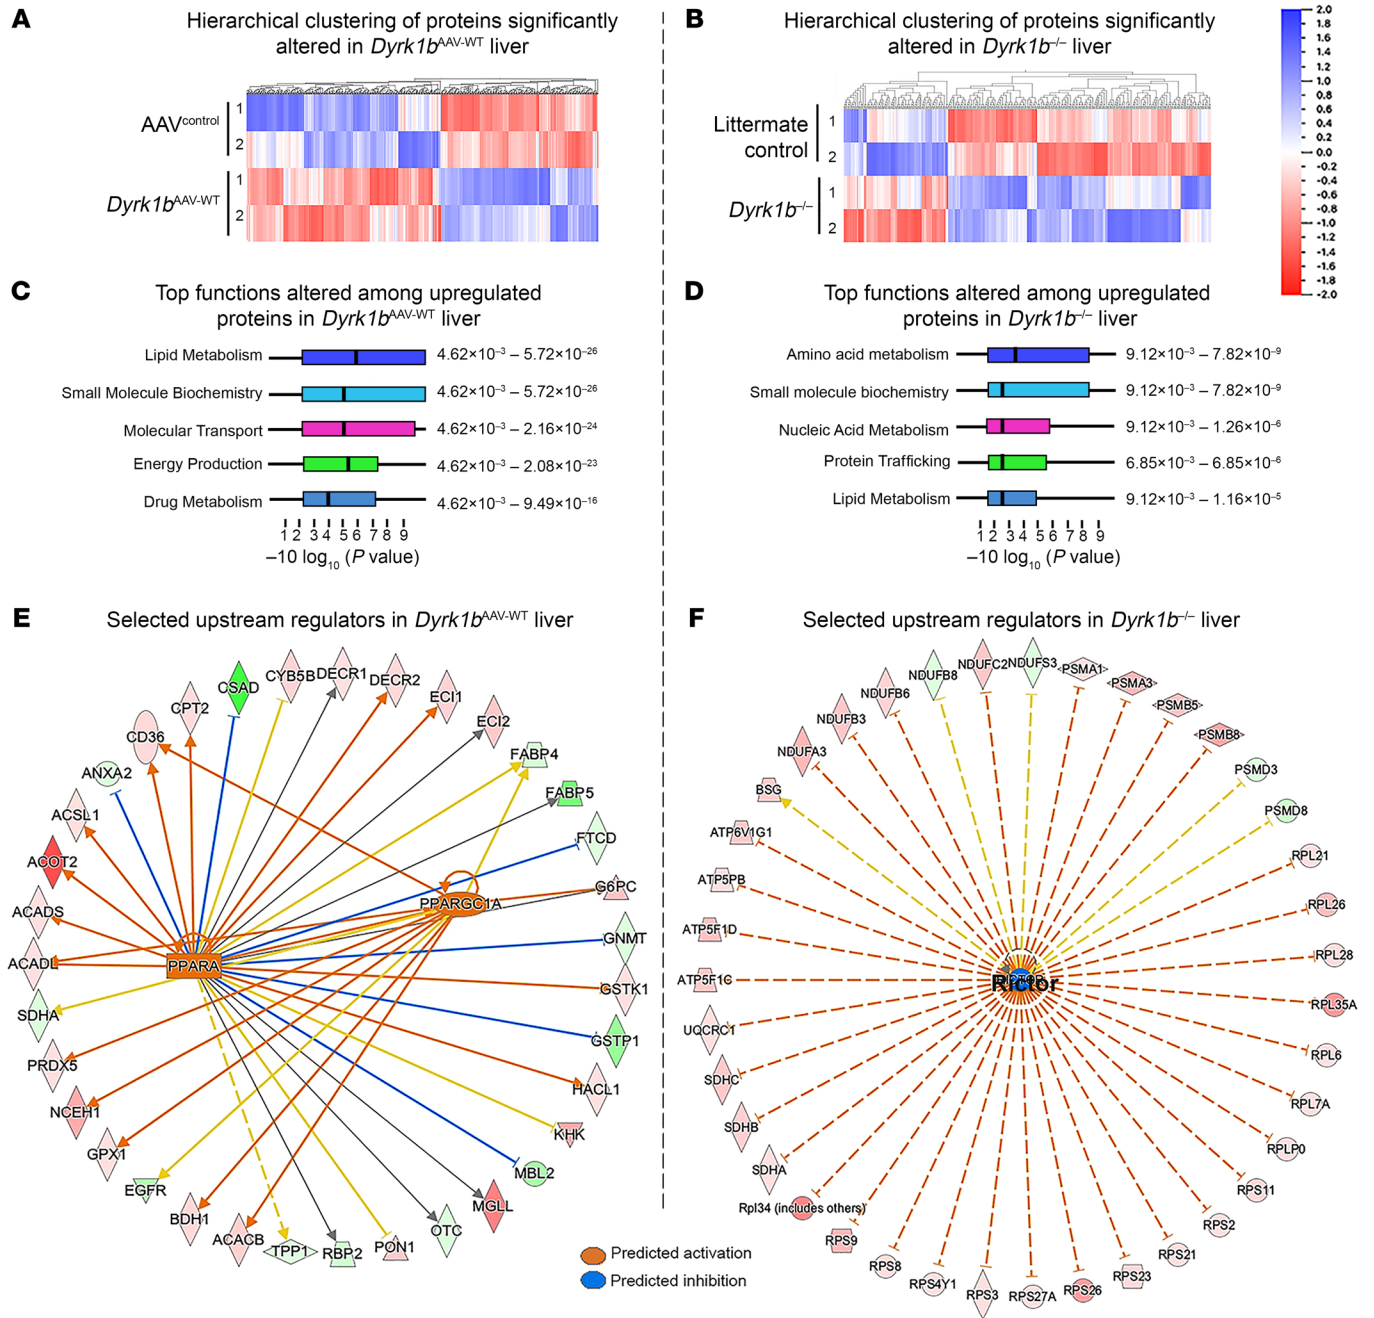 A
Hierarchical clustering of proteins significantly
altered in Dyrk1bAAV-WT liver
AAVcontrol
1
2
Dyrk1bAAV-WT
1
2
B
Hierarchical clustering of proteins significantly
altered in Dyrk1b–/– liver
Littermate
control
1
2
Dyrk1b–/–
1
2
2.0
1.8
1.6
1.4
1.2
1.0
0.8
0.6
0.4
0.2
0.0
-0.2
-0.4
-0.6
-0.8
-1.0
-1.2
-1.4
-1.6
-1.8
-2.0
C
Top functions altered among upregulated
proteins in Dyrk1bAAV-WT liver
Lipid Metabolism 4.62×10–3 – 5.72×10–26
Small Molecule Biochemistry 4.62×10–3 – 5.72×10–26
Molecular Transport 4.62×10–3 – 2.16×10–24
Energy Production 4.62×10–3 – 2.08×10–23
Drug Metabolism 4.62×10–3 – 9.49×10–16
1 2 3 4 5 6 7 8 9
–10 log10 (P value)
D
Top functions altered among upregulated
proteins in Dyrk1b–/– liver
Amino acid metabolism 9.12×10–3 – 7.82×10–9
Small molecule biochemistry 9.12×10–3 – 7.82×10–9
Nucleic Acid Metabolism 9.12×10–3 – 1.26×10–6
Protein Trafficking 6.85×10–3 – 6.85×10–6
Lipid Metabolism 9.12×10–3 – 1.16×10–5
1 2 3 4 5 6 7 8 9
–10 log10 (P value)
E
Selected upstream regulators in Dyrk1bAAV-WT liver
CSAD
CYB5B
DECR1
DECR2
ECI1
ECI2
FABP4
FABP5
FTCD
G6PC
GNMT
GSTK1
GSTP1
HACL1
KHK
MBL2
MGLL
OTC
PON1
RBP2
TPP1
ACACB
BDH1
EGFR
GPX1
NCEH1
PRDX5
SDHA
ACADL
ACADS
ACOT2
ACSL1
ANXA2
CD36
CPT2
PPARGC1A
PPARA
Predicted activation
Predicted inhibition
F
Selected upstream regulators in Dyrk1b–/– liver
NDUFB8
NDUFC2
NDUFS3
PSMA1
PSMA3
PSMB5
PSMB8
PSMD3
PSMD8
RPL21
RPL26
RPL28
RPL35A
RPL6
RPL7A
RPLP0
RPS11
RPS2
RPS21
RPS23
RPS26
RPS27A
RPS3
RPS4Y1
RPS8
RPS9
Rpl34 (includes others)
SDHA
SDHB
SDHC
UQCRC1
ATP5F1C
ATP5F1D
ATP5PB
ATP6V1G1
BSG
NDUFA3
NDUFB3
NDUFB6
Rictor